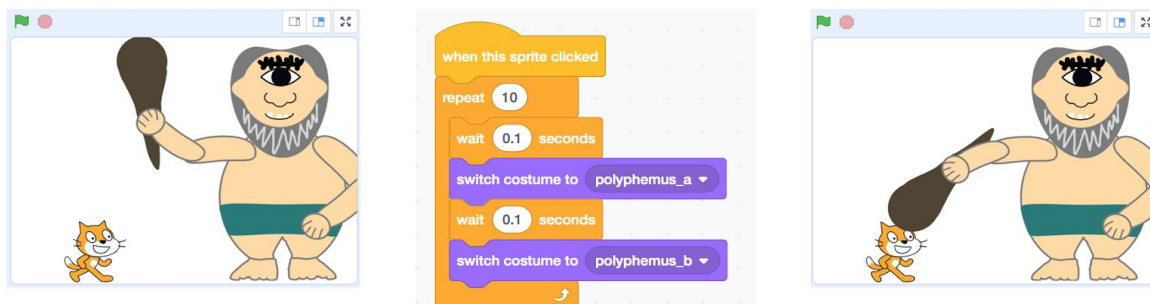 when this sprite clicked
repeat 10
wait 0.1 seconds
switch costume to polyphemus_a
wait 0.1 seconds
switch costume to polyphemus_b